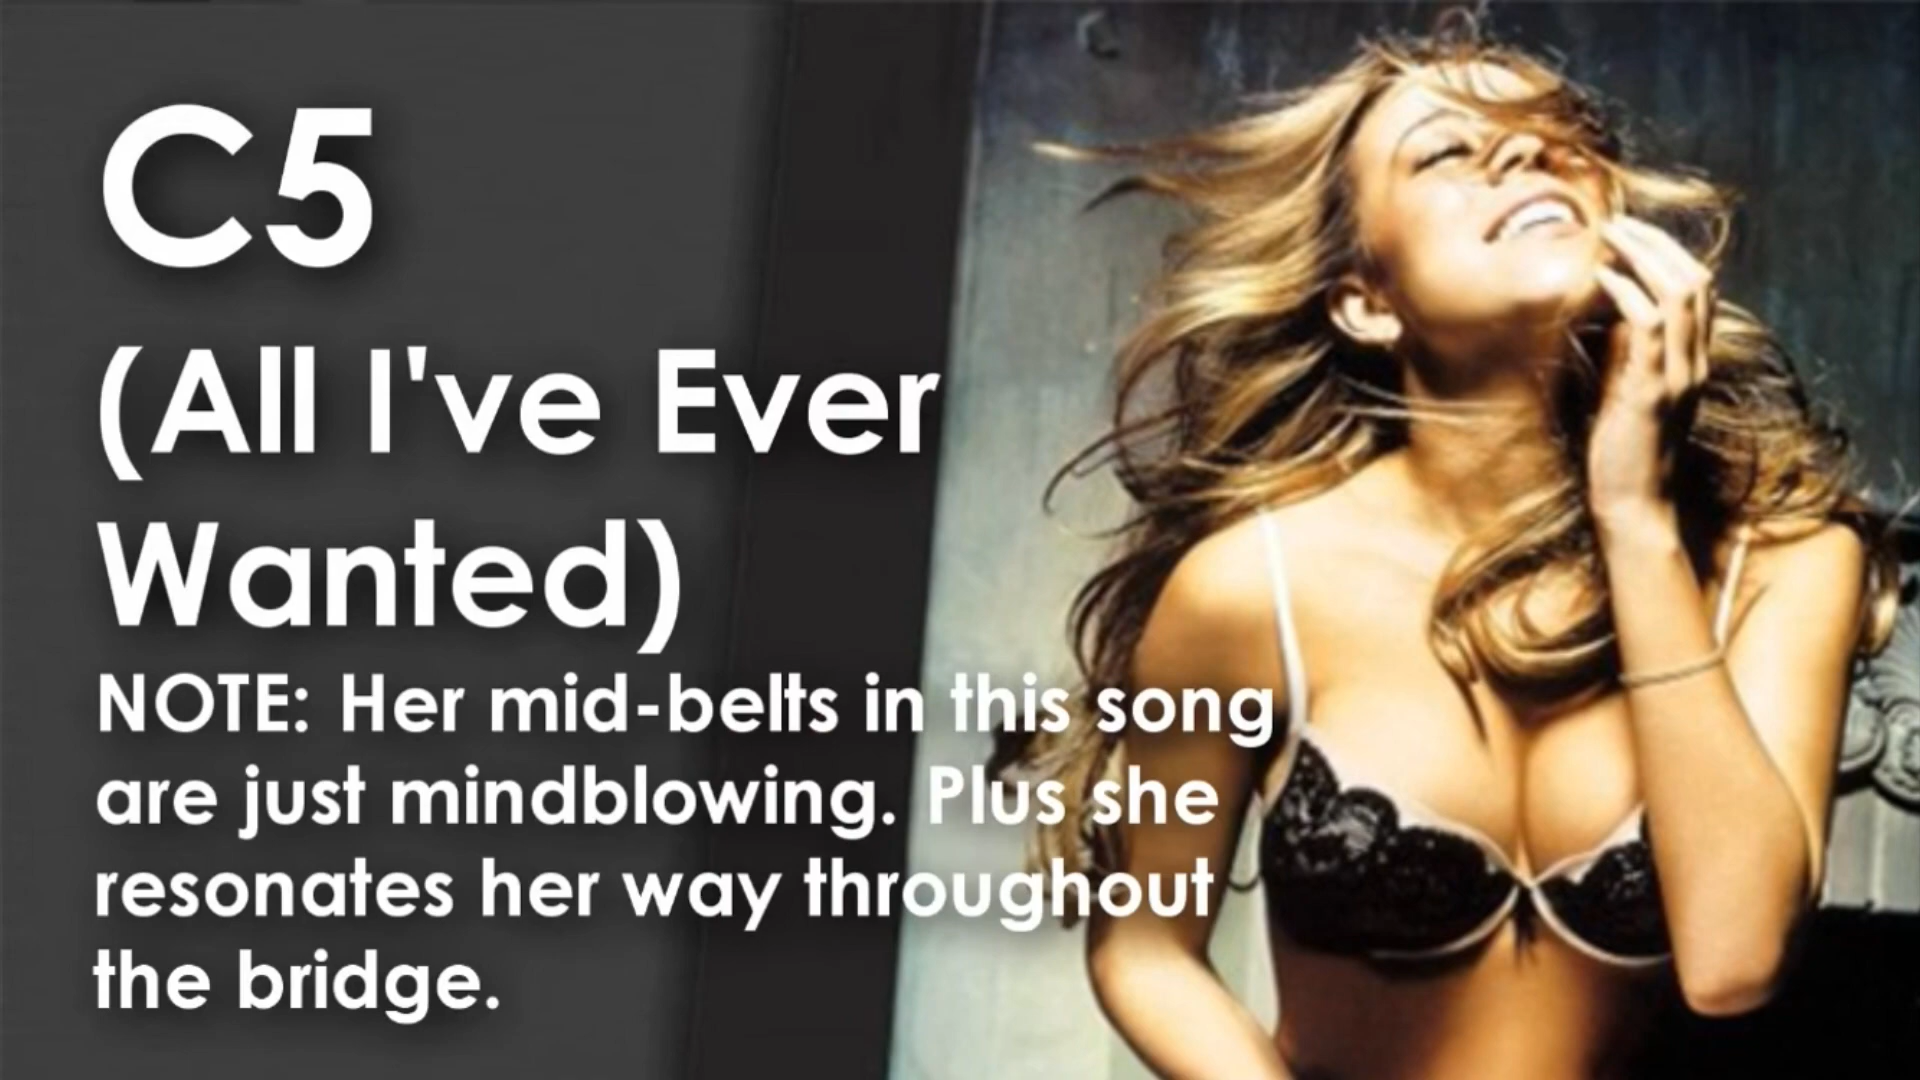 C5
(All I've Ever
Wanted)
NOTE: Her mid-belts in this song
are just mindblowing. Plus she
resonates her way throughout
the bridge.